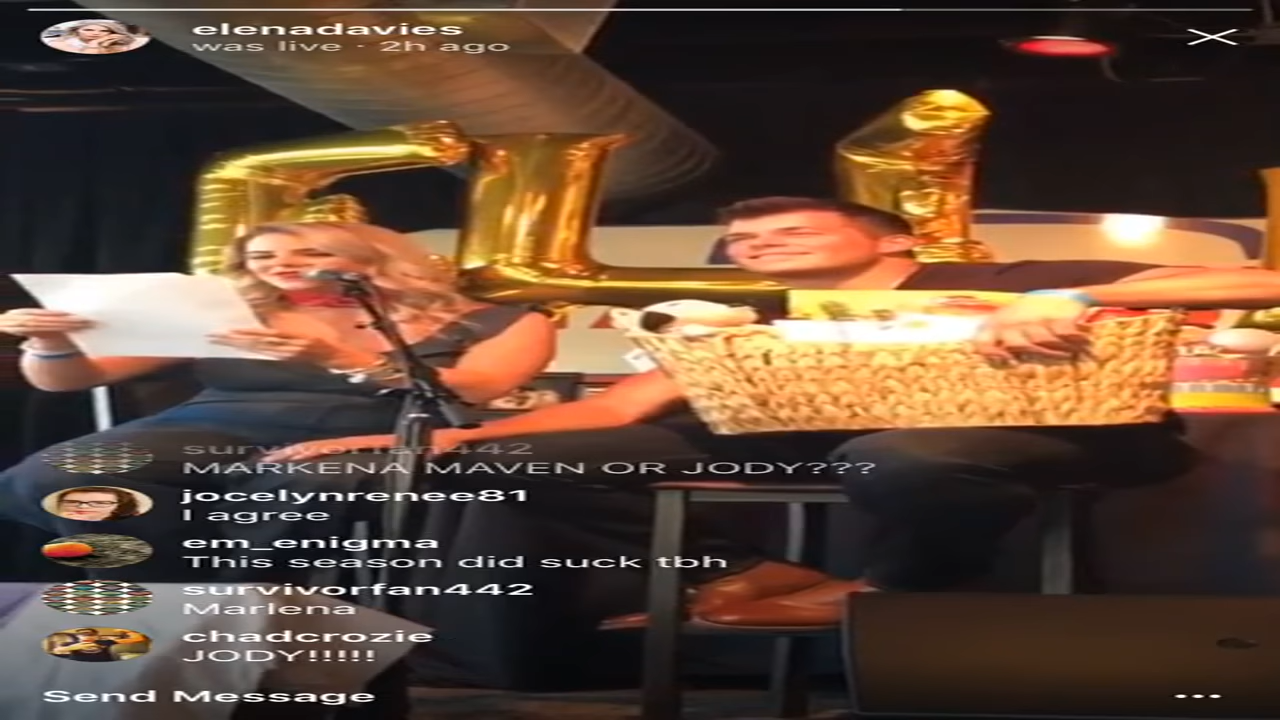 elenadavies
was live · 2h ago
survivorfan442
MARKENA MAVEN OR JODY???
jocelynrenee81
I agree
em_enigma
This season did suck tbh
survivorfan442
Marlena
chadcrozie
JODY!!!!!
Send Message